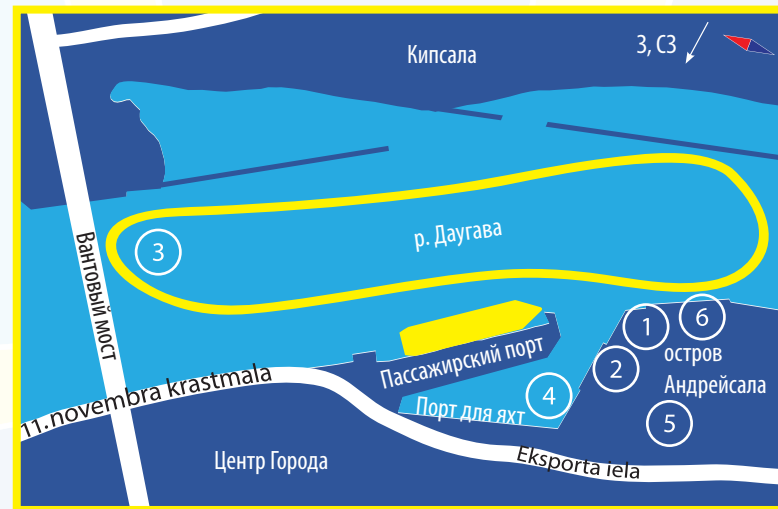 Кипсала
3, С3
р. Даугава
3
Вантовый мост
1
6
остров
Андрейсала
2
Пассажирский порт
4
Порт для яхт
5
11.novembra krastmala
Центр Города
Eksporta iela